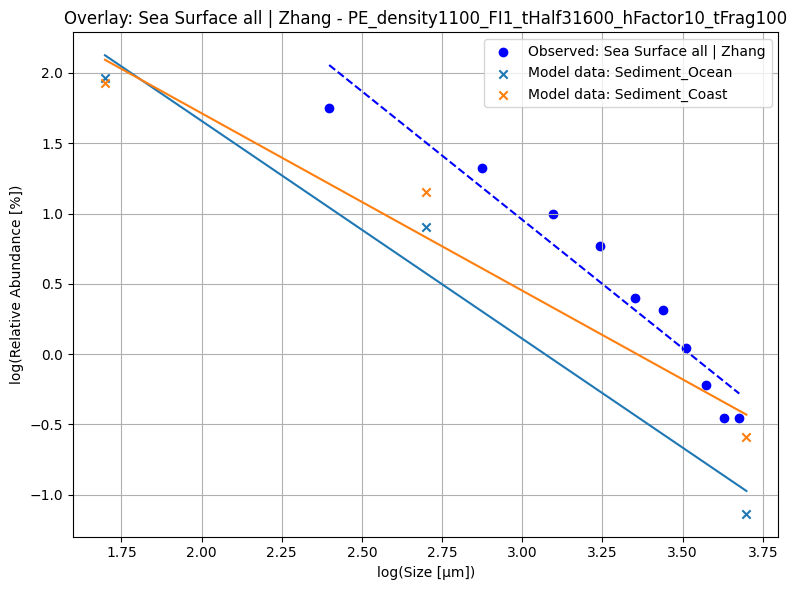 Overlay: Sea Surface all | Zhang - PE_density1100_FI1_tHalf31600_hFactor10_tFrag100
Observed: Sea Surface all | Zhang
Model data: Sediment_Ocean
Model data: Sediment_Coast
log(Relative Abundance [%])
2.0
1.5
1.0
0.5
0.0
−0.5
−1.0
1.75 2.00 2.25 2.50 2.75 3.00 3.25 3.50 3.75
log(Size [µm])